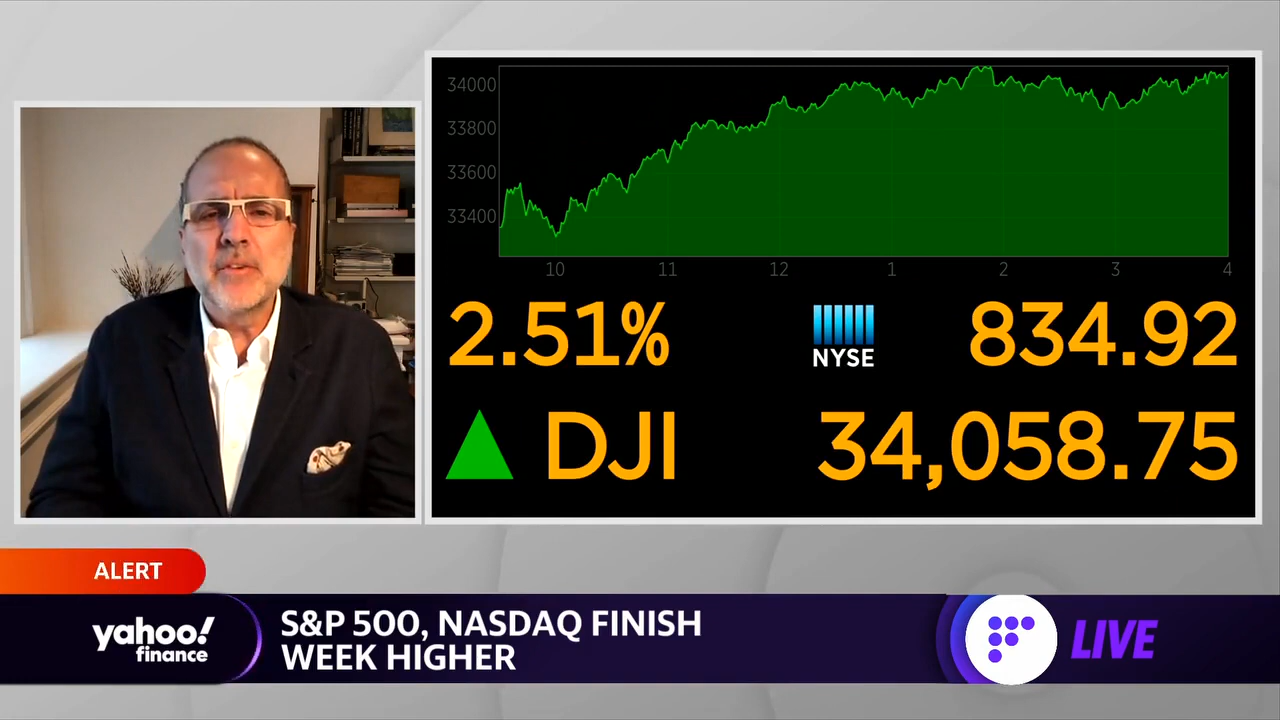 34000
33800
33600
33400
10 11 12 1 2 3 4
2.51% NYSE 834.92
DJI 34,058.75
ALERT
yahoo!
finance
S&P 500, NASDAQ FINISH
WEEK HIGHER
LIVE